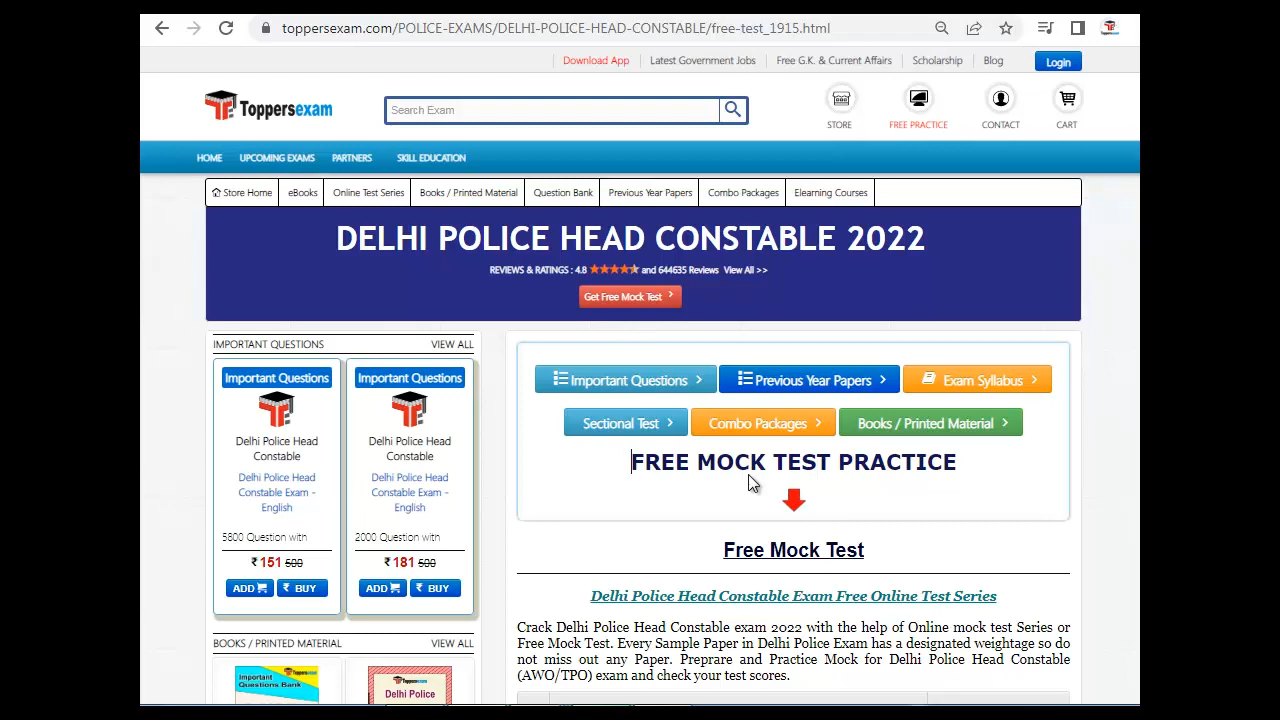 toppersexam.com/POLICE-EXAMS/DELHI-POLICE-HEAD-CONSTABLE/free-test_1915.html
Download App
Latest Government Jobs
Free G.K. & Current Affairs
Scholarship
Blog
Login
Toppersexam
Search Exam
STORE
FREE PRACTICE
CONTACT
CART
HOME
UPCOMING EXAMS
PARTNERS
SKILL EDUCATION
Store Home
eBooks
Online Test Series
Books / Printed Material
Question Bank
Previous Year Papers
Combo Packages
Elearning Courses
DELHI POLICE HEAD CONSTABLE 2022
REVIEWS & RATINGS : 4.8 and 644635 Reviews View All >>
Get Free Mock Test
IMPORTANT QUESTIONS
VIEW ALL
Important Questions
Delhi Police Head
Constable
Delhi Police Head
Constable Exam -
English
5800 Question with
₹ 151 500
ADD
₹ BUY
Important Questions
Delhi Police Head
Constable
Delhi Police Head
Constable Exam -
English
2000 Question with
₹ 181 500
ADD
₹ BUY
BOOKS / PRINTED MATERIAL
VIEW ALL
Toppersexam
Important
Questions Bank
Toppersexam
Delhi Police
Important Questions
Previous Year Papers
Exam Syllabus
Sectional Test
Combo Packages
Books / Printed Material
FREE MOCK TEST PRACTICE
Free Mock Test
Delhi Police Head Constable Exam Free Online Test Series
Crack Delhi Police Head Constable exam 2022 with the help of Online mock test Series or
Free Mock Test. Every Sample Paper in Delhi Police Exam has a designated weightage so do
not miss out any Paper. Preprare and Practice Mock for Delhi Police Head Constable
(AWO/TPO) exam and check your test scores.